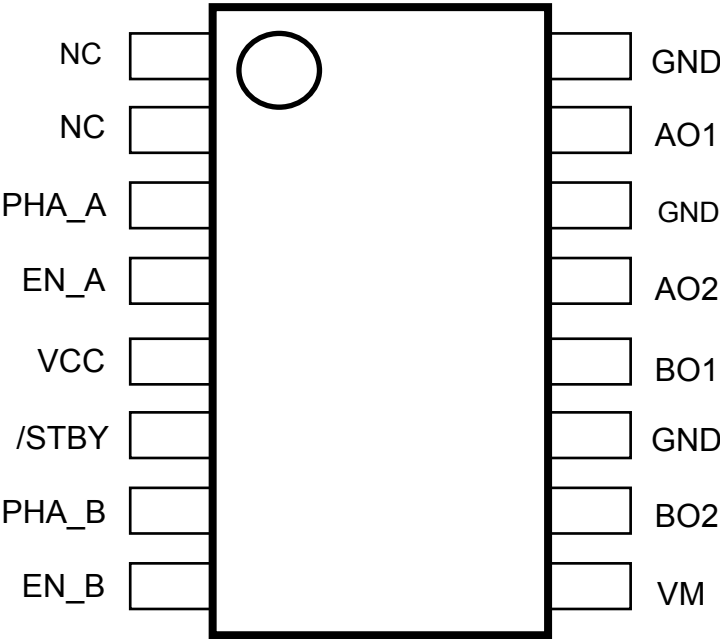 NC
GND
NC
AO1
PHA_A
GND
EN_A
AO2
VCC
BO1
/STBY
GND
PHA_B
BO2
EN_B
VM